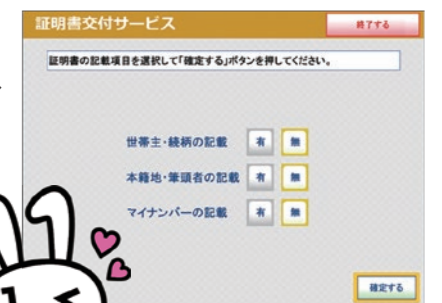 証明書交付サービス 終了する
証明書の記載項目を選択して「確定する」ボタンを押してください。
世帯主・続柄の記載 有 無
本籍地・筆頭者の記載 有 無
マイナンバーの記載 有 無
確定する